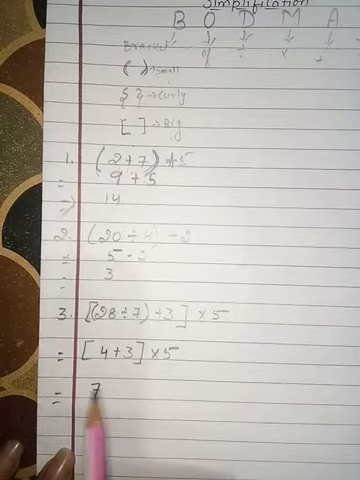 Simplification
B O D M A
Bracket of ÷ × +
( ) → small
{ } → curly
[ ] → Big
1. (2+7) + 5
= 9 + 5
=> 14
2. (20 ÷ 4) - 2
= 5 - 2
= 3
3. [(28÷7) +3] × 5
= [4+3] × 5
= 7